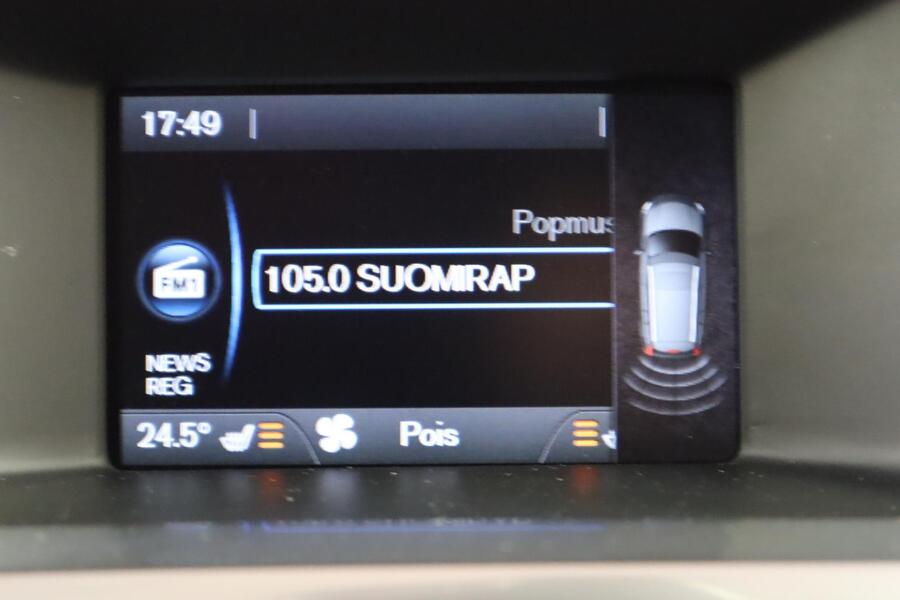 17:49
Popmus
FM1
105.0 SUOMIRAP
NEWS
REG
24.5° Pois